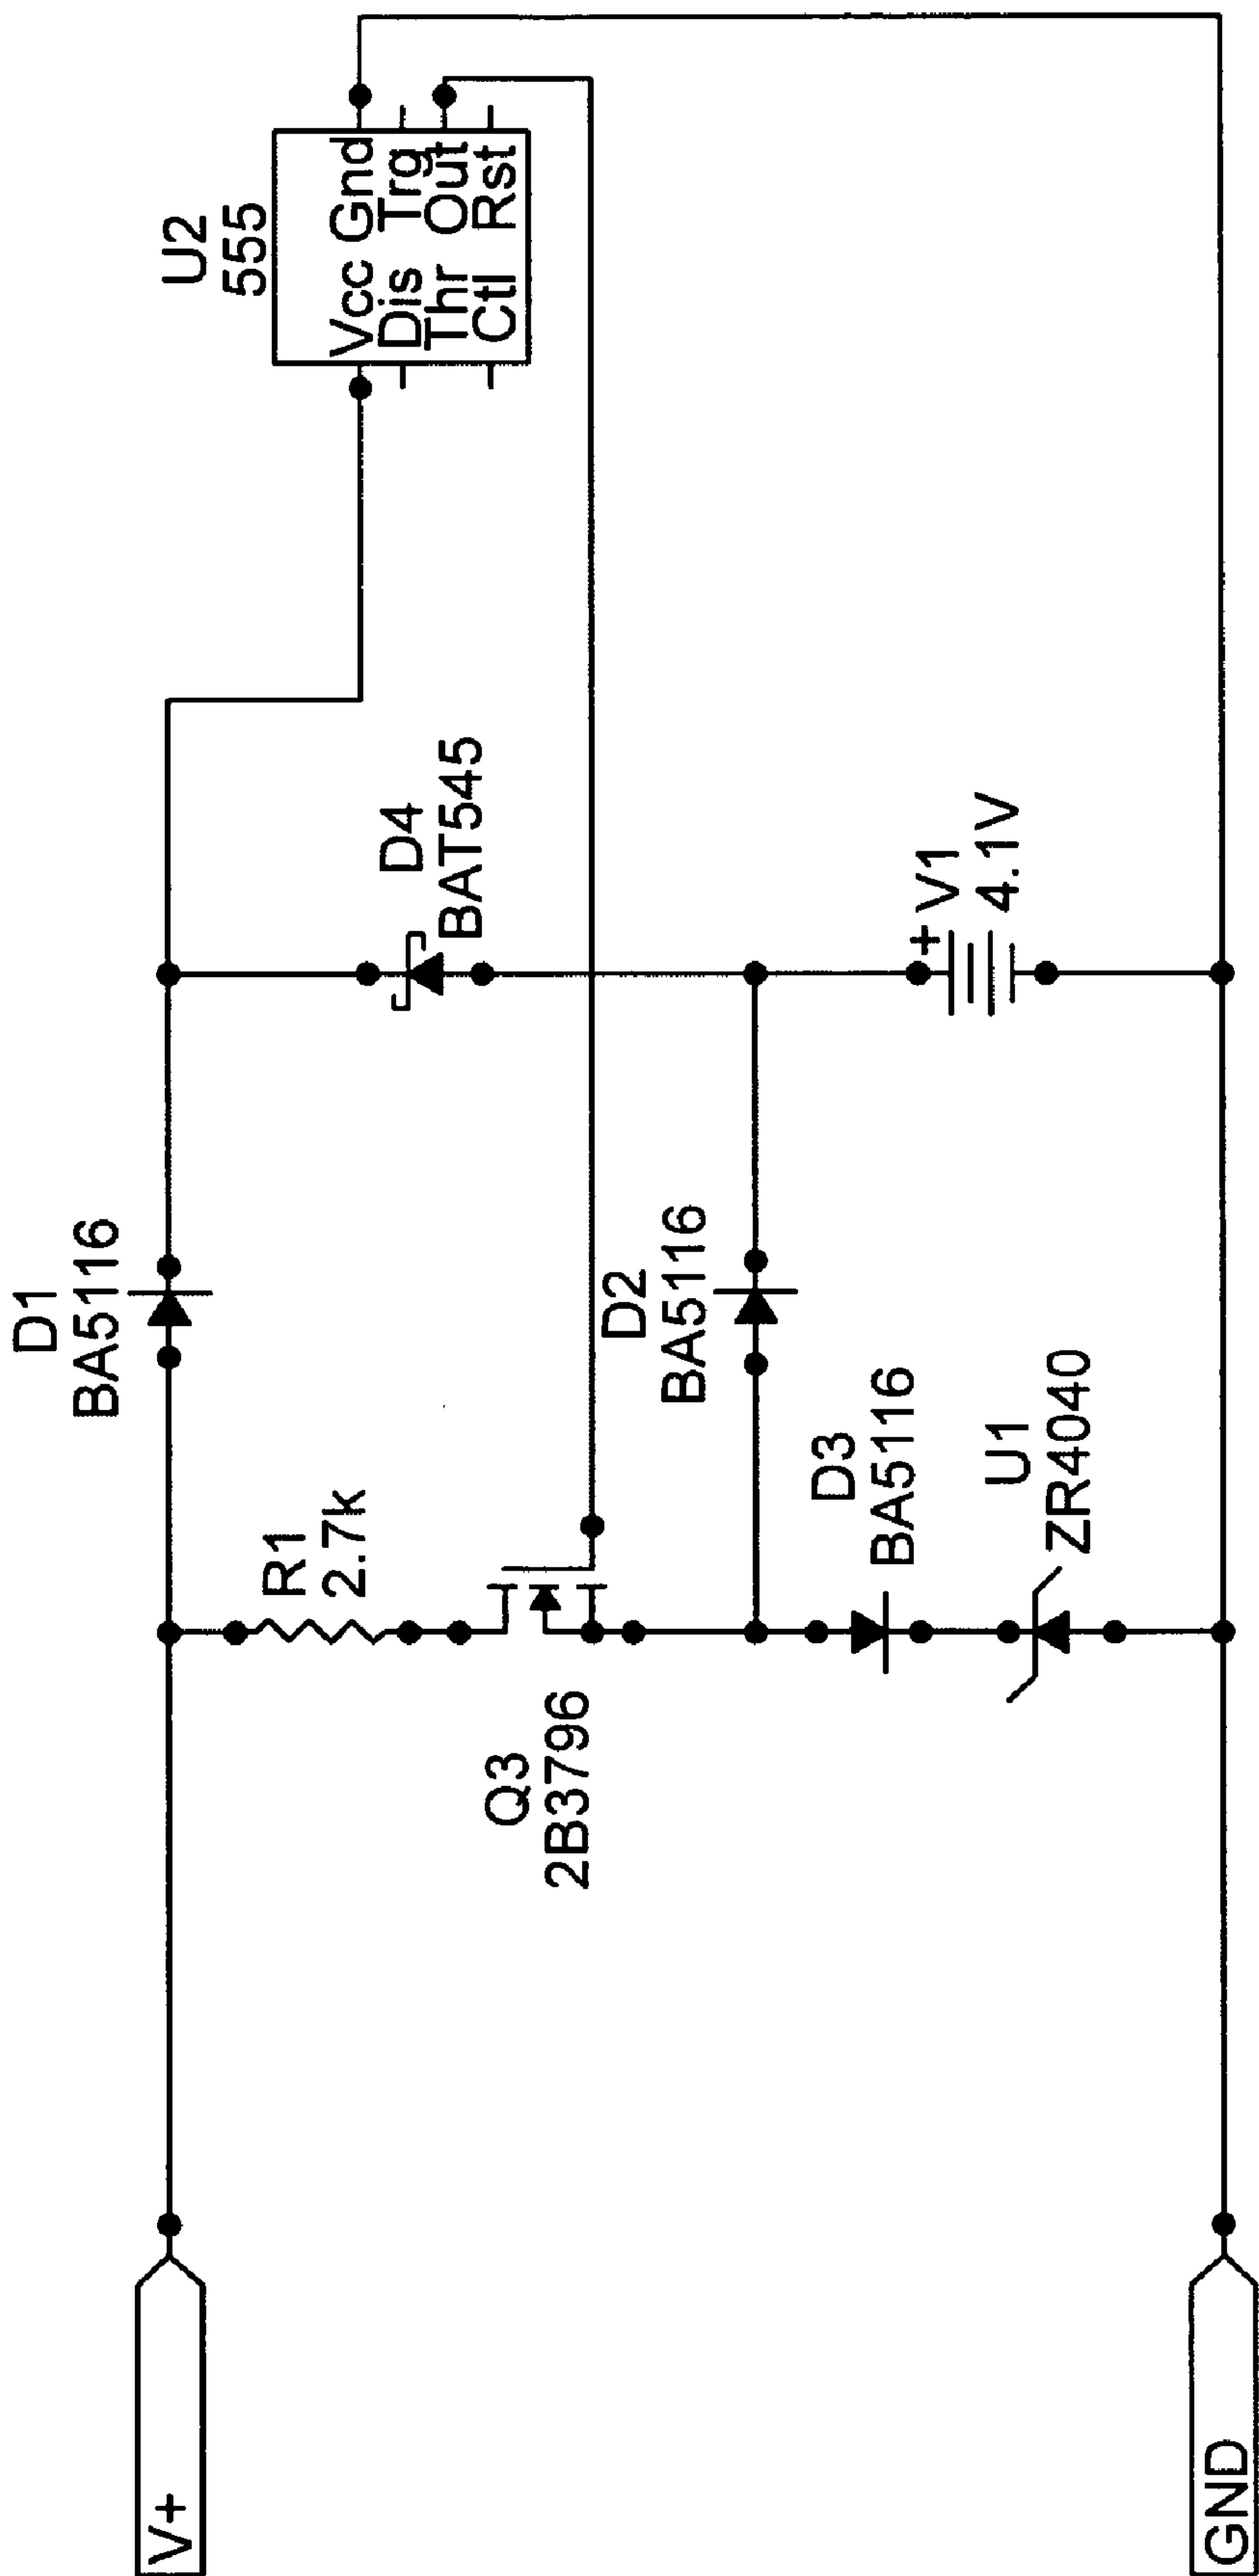 V+
GND
D1
BA5116
R1
2.7k
Q3
2B3796
D2
BA5116
D3
BA5116
U1
ZR4040
D4
BAT545
+
V1
4.1V
U2
555
Vcc Gnd
Dis Trg
Thr Out
Ctl Rst